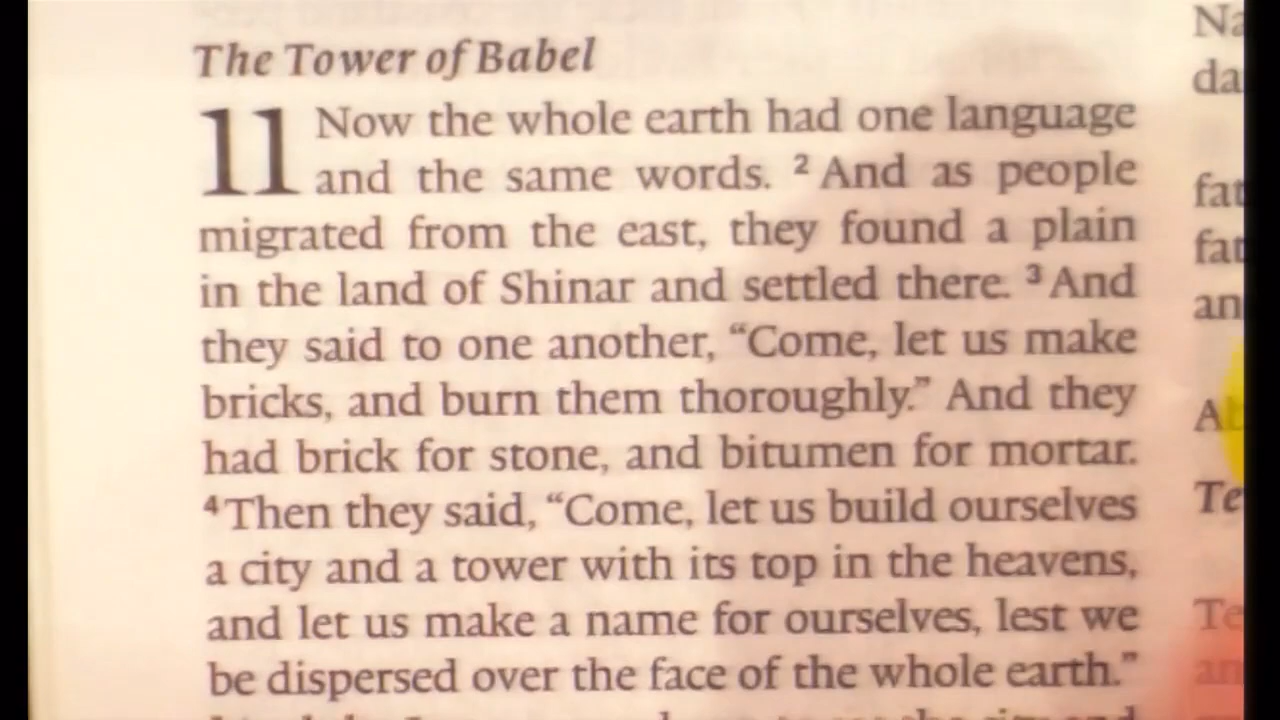 The Tower of Babel
11 Now the whole earth had one language
and the same words. ² And as people
migrated from the east, they found a plain
in the land of Shinar and settled there. ³ And
they said to one another, “Come, let us make
bricks, and burn them thoroughly.” And they
had brick for stone, and bitumen for mortar.
⁴ Then they said, “Come, let us build ourselves
a city and a tower with its top in the heavens,
and let us make a name for ourselves, lest we
be dispersed over the face of the whole earth.”